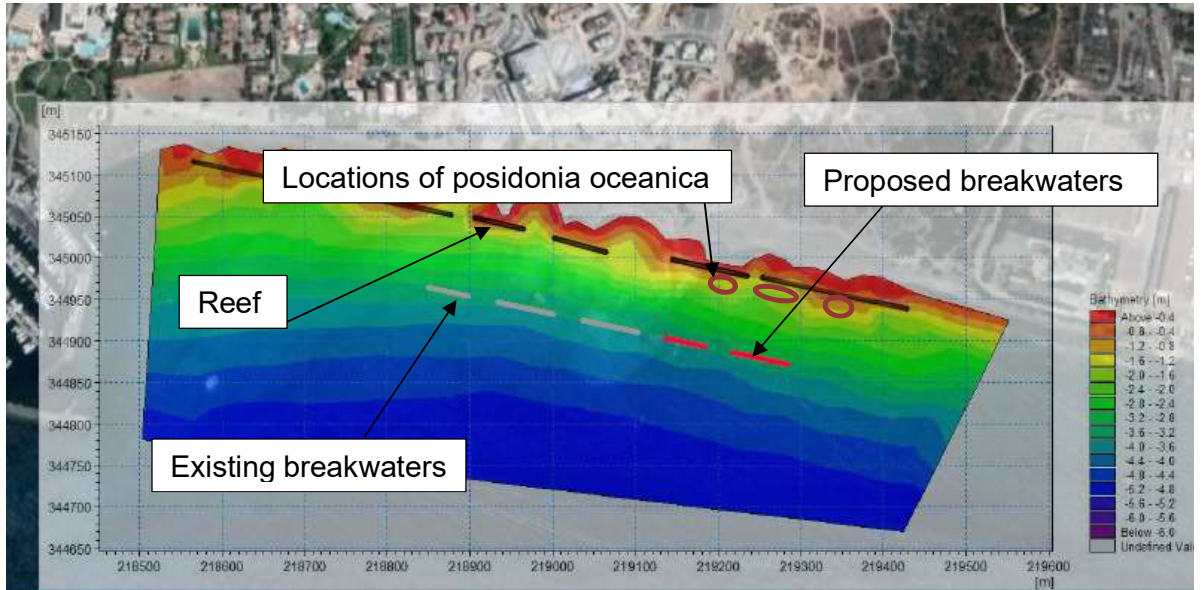 [m]
345150
345100
345050
345000
344950
344900
344850
344800
344750
344700
344650
Locations of posidonia oceanica
Proposed breakwaters
Reef
Existing breakwaters
218500 218600 218700 218800 218900 219000 219100 219200 219300 219400 219500 219600
[m]
Bathymetry [m]
Above -0.4
-0.8 - -0.4
-1.2 - -0.8
-1.6 - -1.2
-2.0 - -1.6
-2.4 - -2.0
-2.8 - -2.4
-3.2 - -2.8
-3.6 - -3.2
-4.0 - -3.6
-4.4 - -4.0
-4.8 - -4.4
-5.2 - -4.8
-5.6 - -5.2
-6.0 - -5.6
Below -6.0
Undefined Val